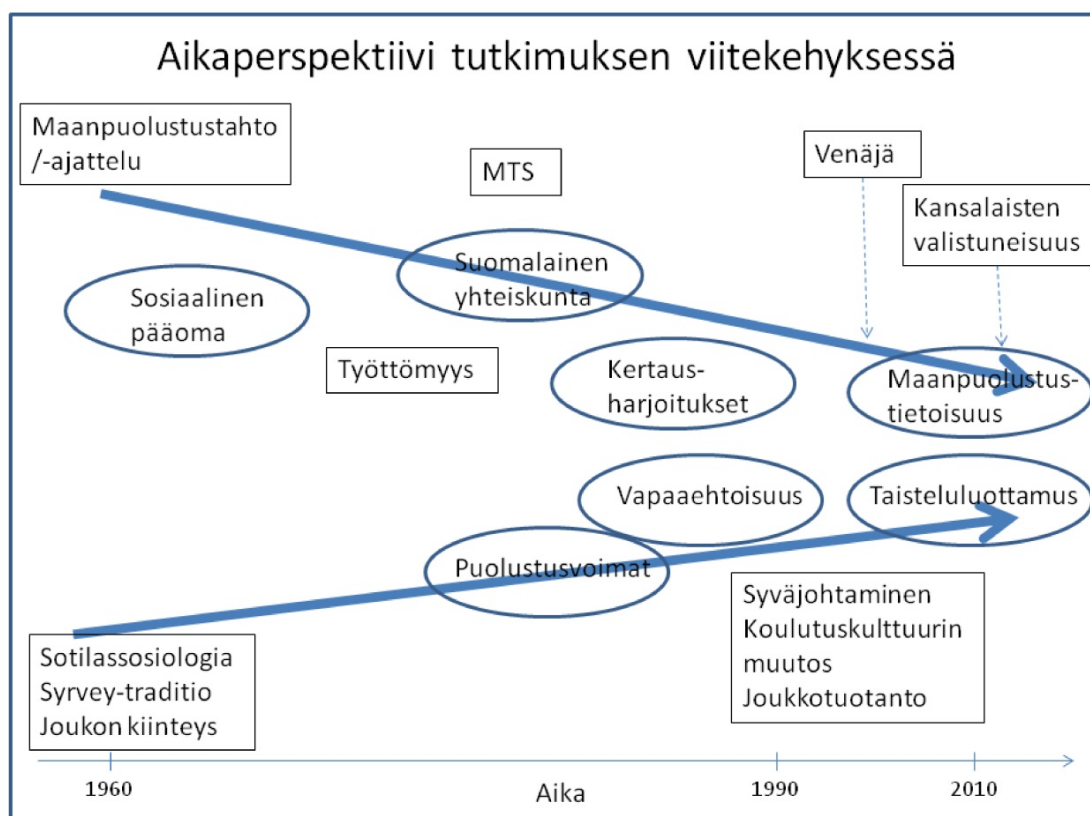 Aikaperspektiivi tutkimuksen viitekehyksessä
Maanpuolustustahto
/-ajattelu
MTS
Venäjä
Kansalaisten
valistuneisuus
Suomalainen
yhteiskunta
Sosiaalinen
pääoma
Työttömyys
Kertaus-
harjoitukset
Maanpuolustus-
tietoisuus
Vapaaehtoisuus
Taisteluluottamus
Puolustusvoimat
Syväjohtaminen
Koulutuskulttuurin
muutos
Joukkotuotanto
Sotilassosiologia
Syrvey-traditio
Joukon kiinteys
1960
Aika
1990
2010